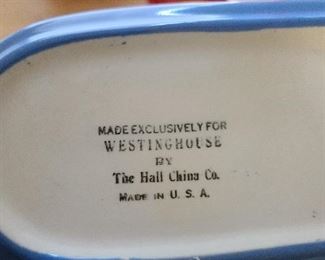 MADE EXCLUSIVELY FOR
WESTINGHOUSE
BY
The Hall China Co.
MADE IN U. S. A.